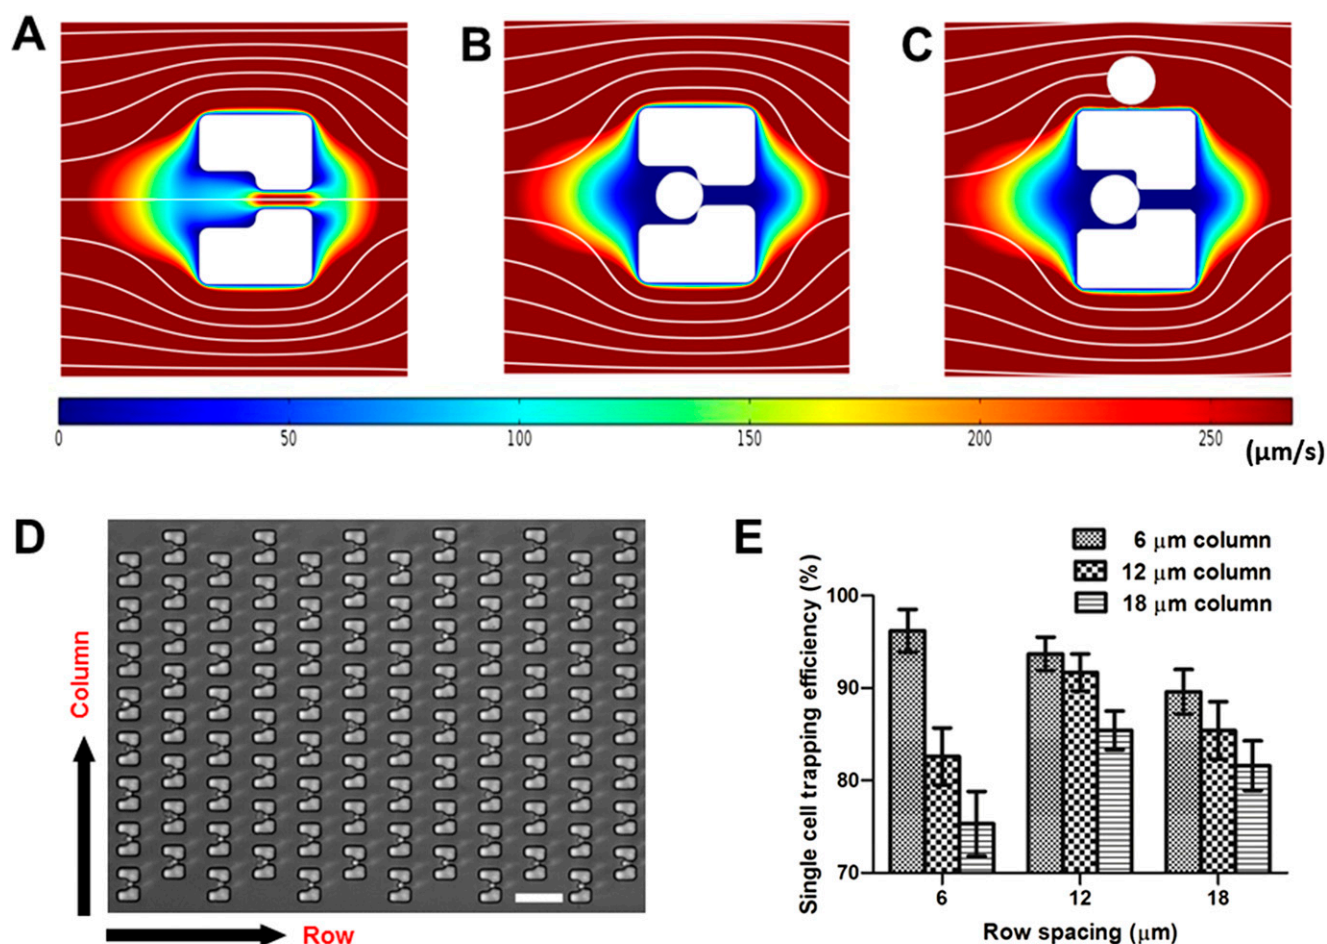 A
B
C
0 50 100 150 200 250
(μm/s)
D
Column
Row
E
6 μm column
12 μm column
18 μm column
Single cell trapping efficiency (%)
100
90
80
70
6 12 18
Row spacing (μm)